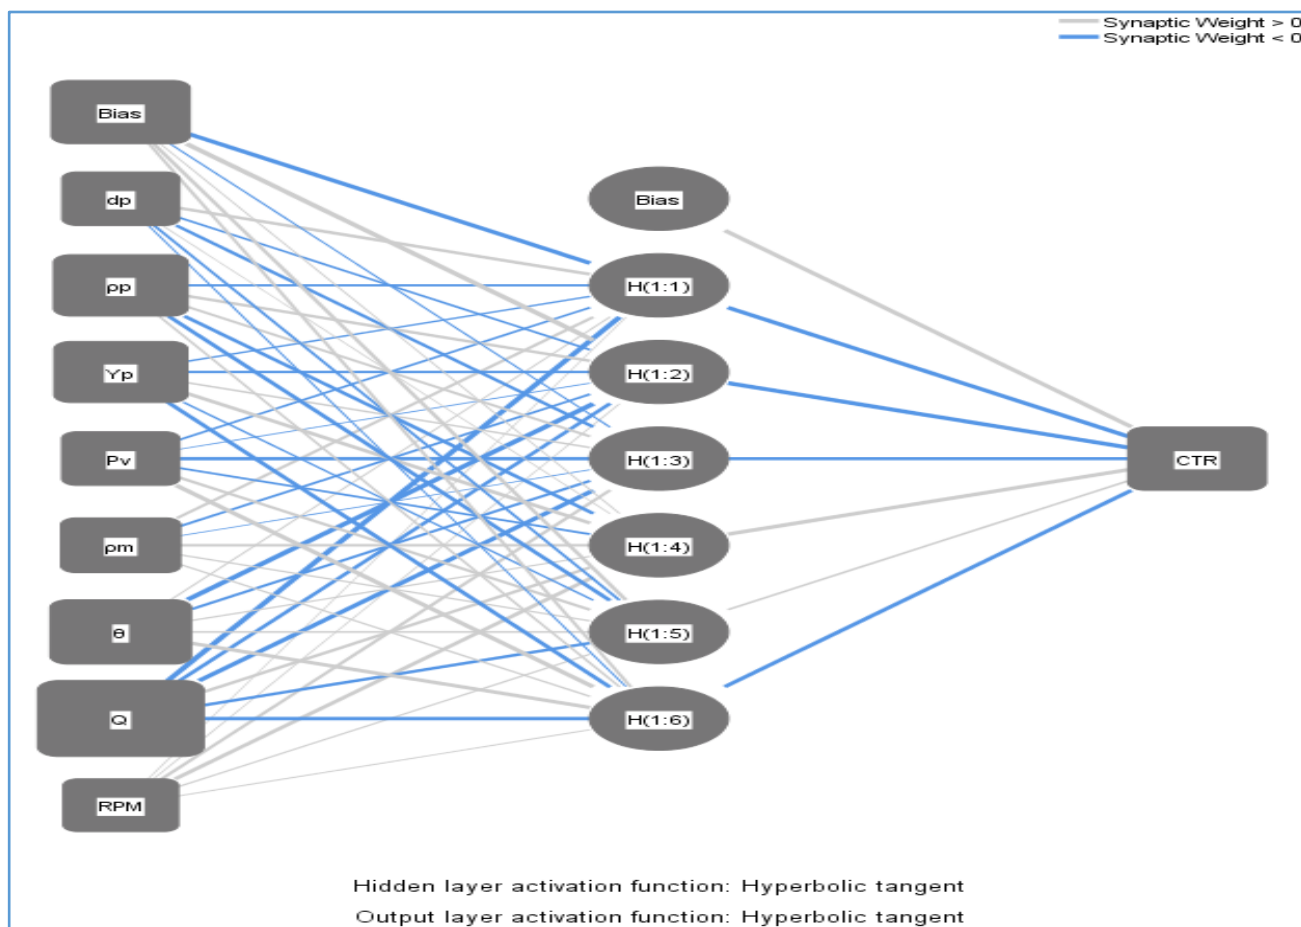 Synaptic Weight > 0
Synaptic Weight < 0
Bias
dp
ρp
Yp
Pv
ρm
θ
Q
RPM
Bias
H(1:1)
H(1:2)
H(1:3)
H(1:4)
H(1:5)
H(1:6)
CTR
Hidden layer activation function: Hyperbolic tangent
Output layer activation function: Hyperbolic tangent